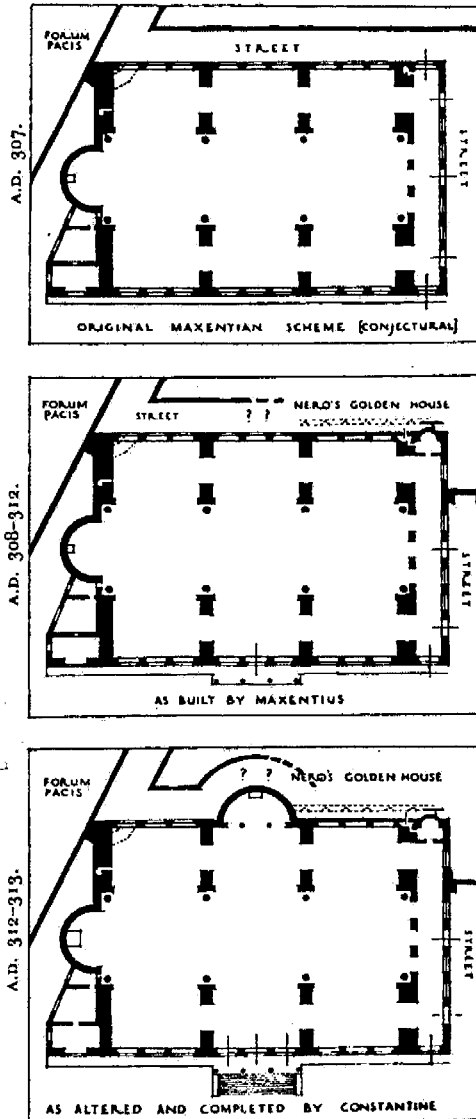 A.D. 307.
FORUM
PACIS
STREET
STREET
ORIGINAL MAXENTIAN SCHEME [CONJECTURAL]
A.D. 308-312.
FORUM
PACIS
STREET
? ?
NERO'S GOLDEN HOUSE
STREET
AS BUILT BY MAXENTIUS
A.D. 312-313.
FORUM
PACIS
? ?
NERO'S GOLDEN HOUSE
STREET
AS ALTERED AND COMPLETED BY CONSTANTINE